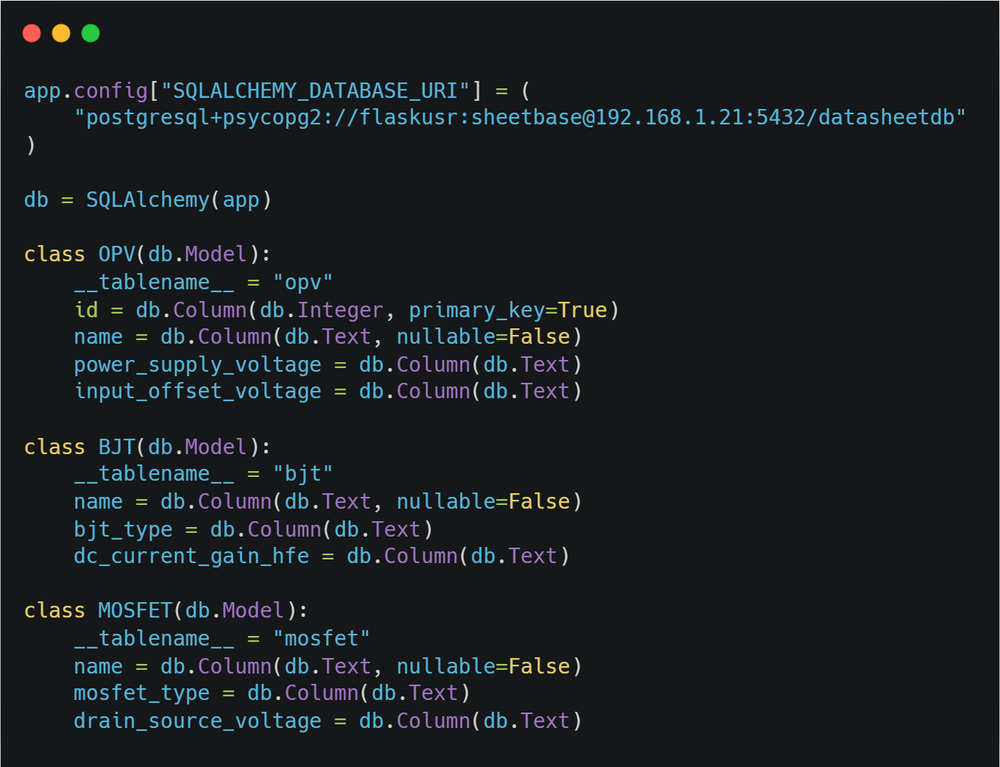 app.config["SQLALCHEMY_DATABASE_URI"] = (
    "postgresql+psycopg2://flaskusr:sheetbase@192.168.1.21:5432/datasheetdb"
)

db = SQLAlchemy(app)

class OPV(db.Model):
    __tablename__ = "opv"
    id = db.Column(db.Integer, primary_key=True)
    name = db.Column(db.Text, nullable=False)
    power_supply_voltage = db.Column(db.Text)
    input_offset_voltage = db.Column(db.Text)

class BJT(db.Model):
    __tablename__ = "bjt"
    name = db.Column(db.Text, nullable=False)
    bjt_type = db.Column(db.Text)
    dc_current_gain_hfe = db.Column(db.Text)

class MOSFET(db.Model):
    __tablename__ = "mosfet"
    name = db.Column(db.Text, nullable=False)
    mosfet_type = db.Column(db.Text)
    drain_source_voltage = db.Column(db.Text)